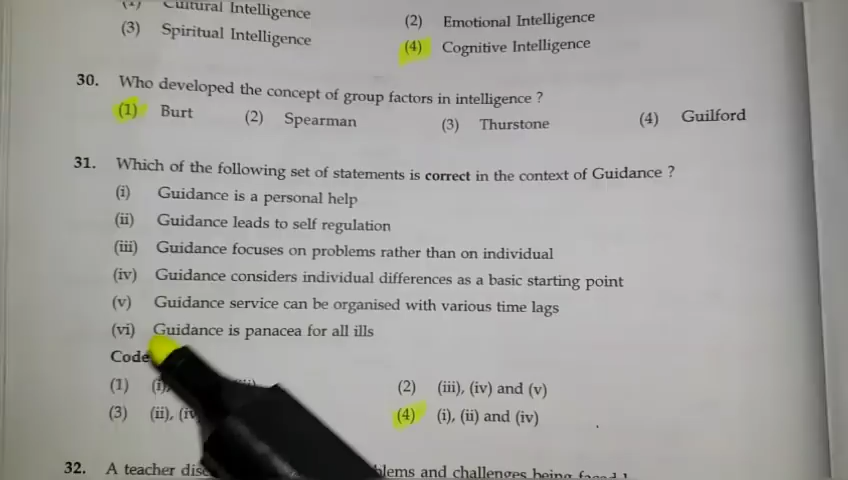 Cultural Intelligence
(2) Emotional Intelligence
(3) Spiritual Intelligence
(4) Cognitive Intelligence
30. Who developed the concept of group factors in intelligence ?
(1) Burt (2) Spearman (3) Thurstone (4) Guilford
31. Which of the following set of statements is correct in the context of Guidance ?
(i) Guidance is a personal help
(ii) Guidance leads to self regulation
(iii) Guidance focuses on problems rather than on individual
(iv) Guidance considers individual differences as a basic starting point
(v) Guidance service can be organised with various time lags
(vi) Guidance is panacea for all ills
Code
(1) (i), (2) (iii), (iv) and (v)
(3) (ii), (iv (4) (i), (ii) and (iv)
32. A teacher and challenges being